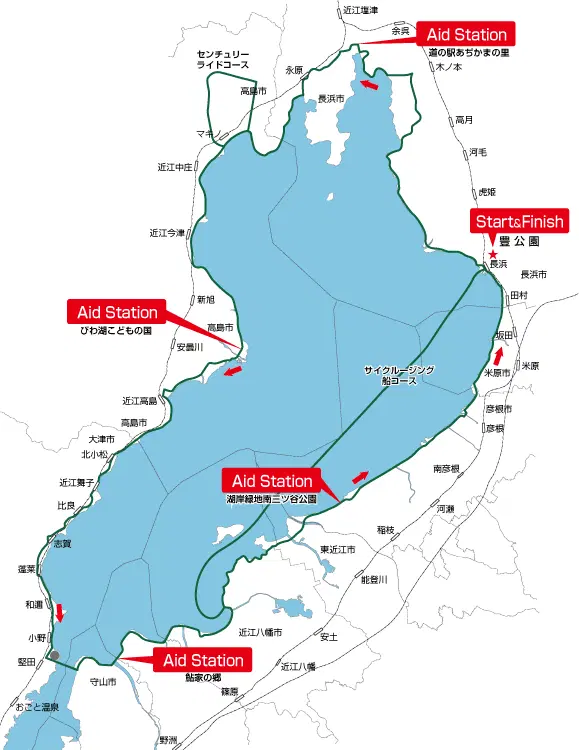 近江塩津
余呉
Aid Station
道の駅あぢかまの里
木ノ本
センチュリー
ライドコース
永原
高島市
長浜市
高月
マキノ
河毛
近江中庄
虎姫
Start&Finish
豊公園
近江今津
長浜
長浜市
田村
新旭
Aid Station
びわ湖こどもの国
高島市
坂田
安曇川
米原
サイクルージング
船コース
米原市
近江高島
彦根市
高島市
彦根
大津市
北小松
南彦根
近江舞子
Aid Station
湖岸緑地南三ツ谷公園
比良
河瀬
稲枝
志賀
東近江市
蓬莱
能登川
和邇
近江八幡市
小野
安土
堅田
Aid Station
鮎家の郷
近江八幡
守山市
篠原
おごと温泉
野洲